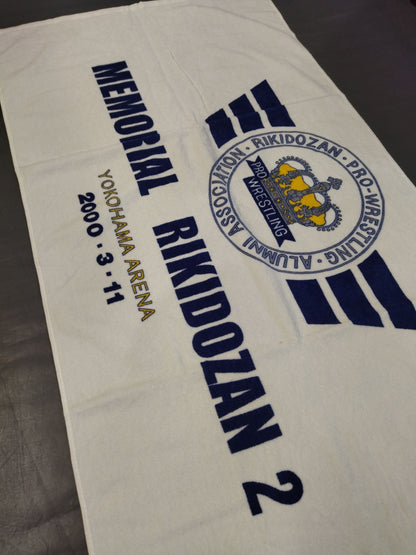 RIKIDOZAN · PRO-WRESTLING · ALUMNI ASSOCIATION ·
PRO
WRESTLING
MEMORIAL RIKIDOZAN 2
YOKOHAMA ARENA
2000·3·11